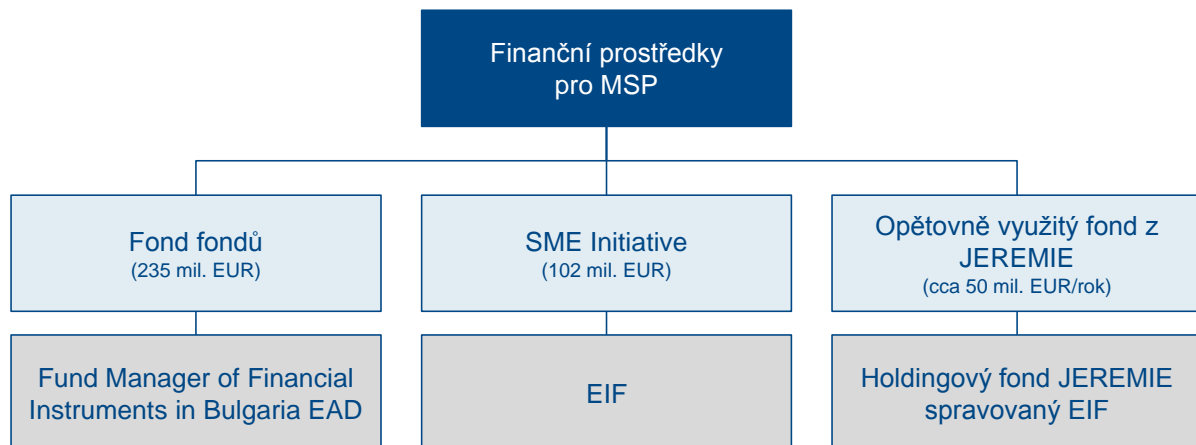 Finanční prostředky
pro MSP
Fond fondů
(235 mil. EUR)
SME Initiative
(102 mil. EUR)
Opětovně využitý fond z
JEREMIE
(cca 50 mil. EUR/rok)
Fund Manager of Financial
Instruments in Bulgaria EAD
EIF
Holdingový fond JEREMIE
spravovaný EIF